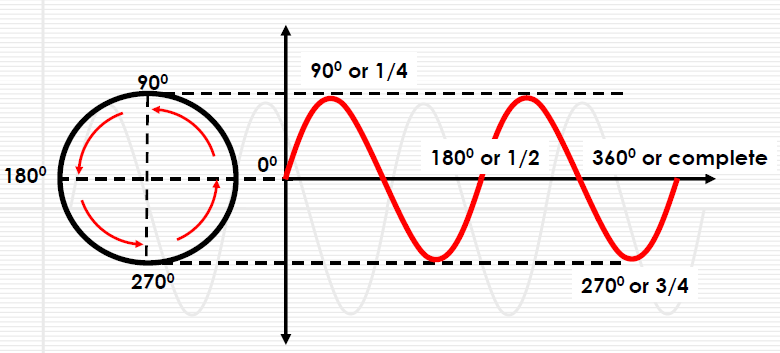 90⁰
90⁰ or 1/4
0⁰
180⁰ or 1/2
360⁰ or complete
180⁰
270⁰
270⁰ or 3/4